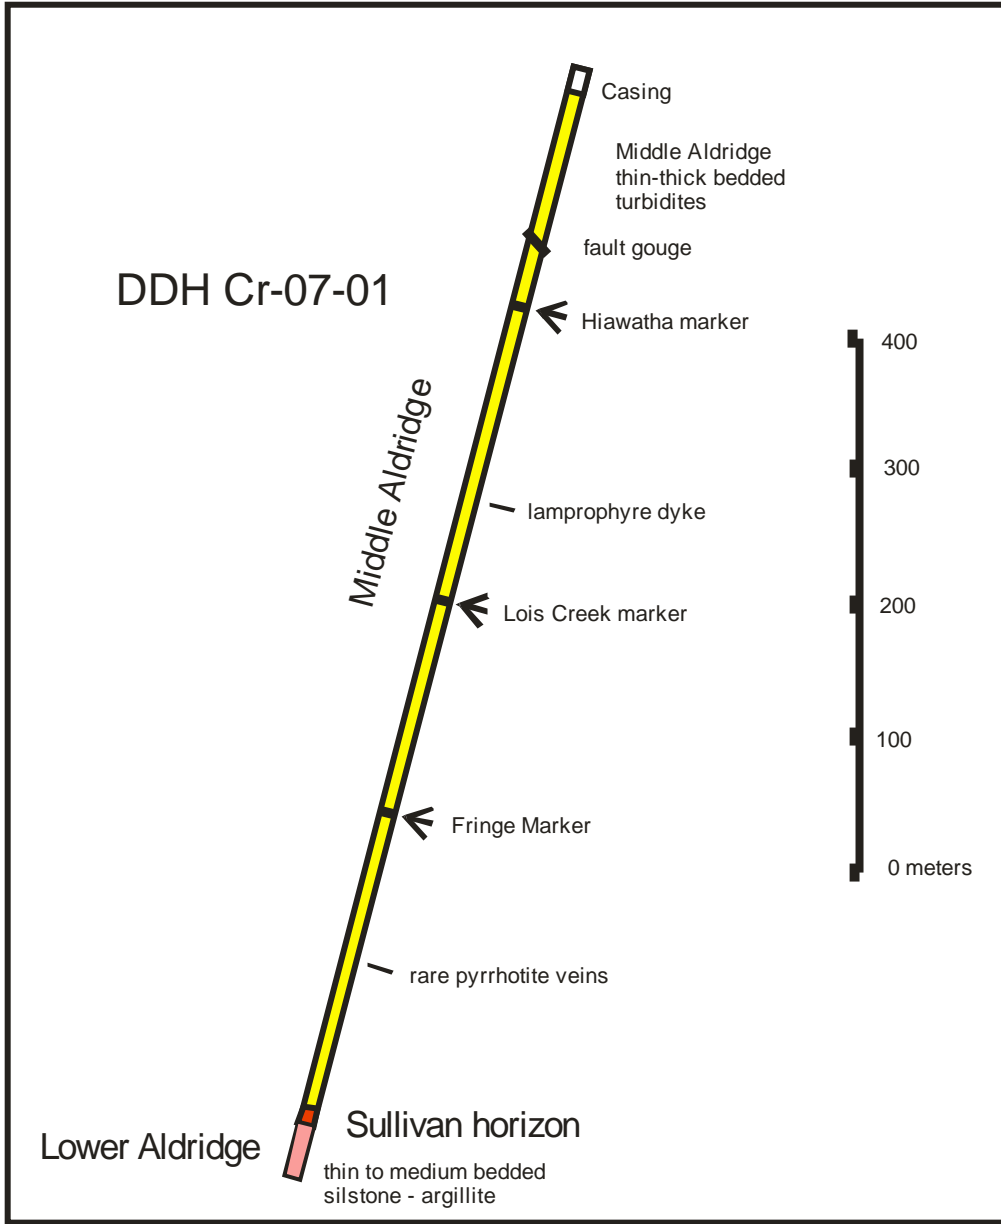 Casing
Middle Aldridge
thin-thick bedded
turbidites
fault gouge
DDH Cr-07-01
Hiawatha marker
400
Middle Aldridge
300
lamprophyre dyke
200
Lois Creek marker
100
Fringe Marker
0 meters
rare pyrrhotite veins
Sullivan horizon
Lower Aldridge
thin to medium bedded
silstone - argillite